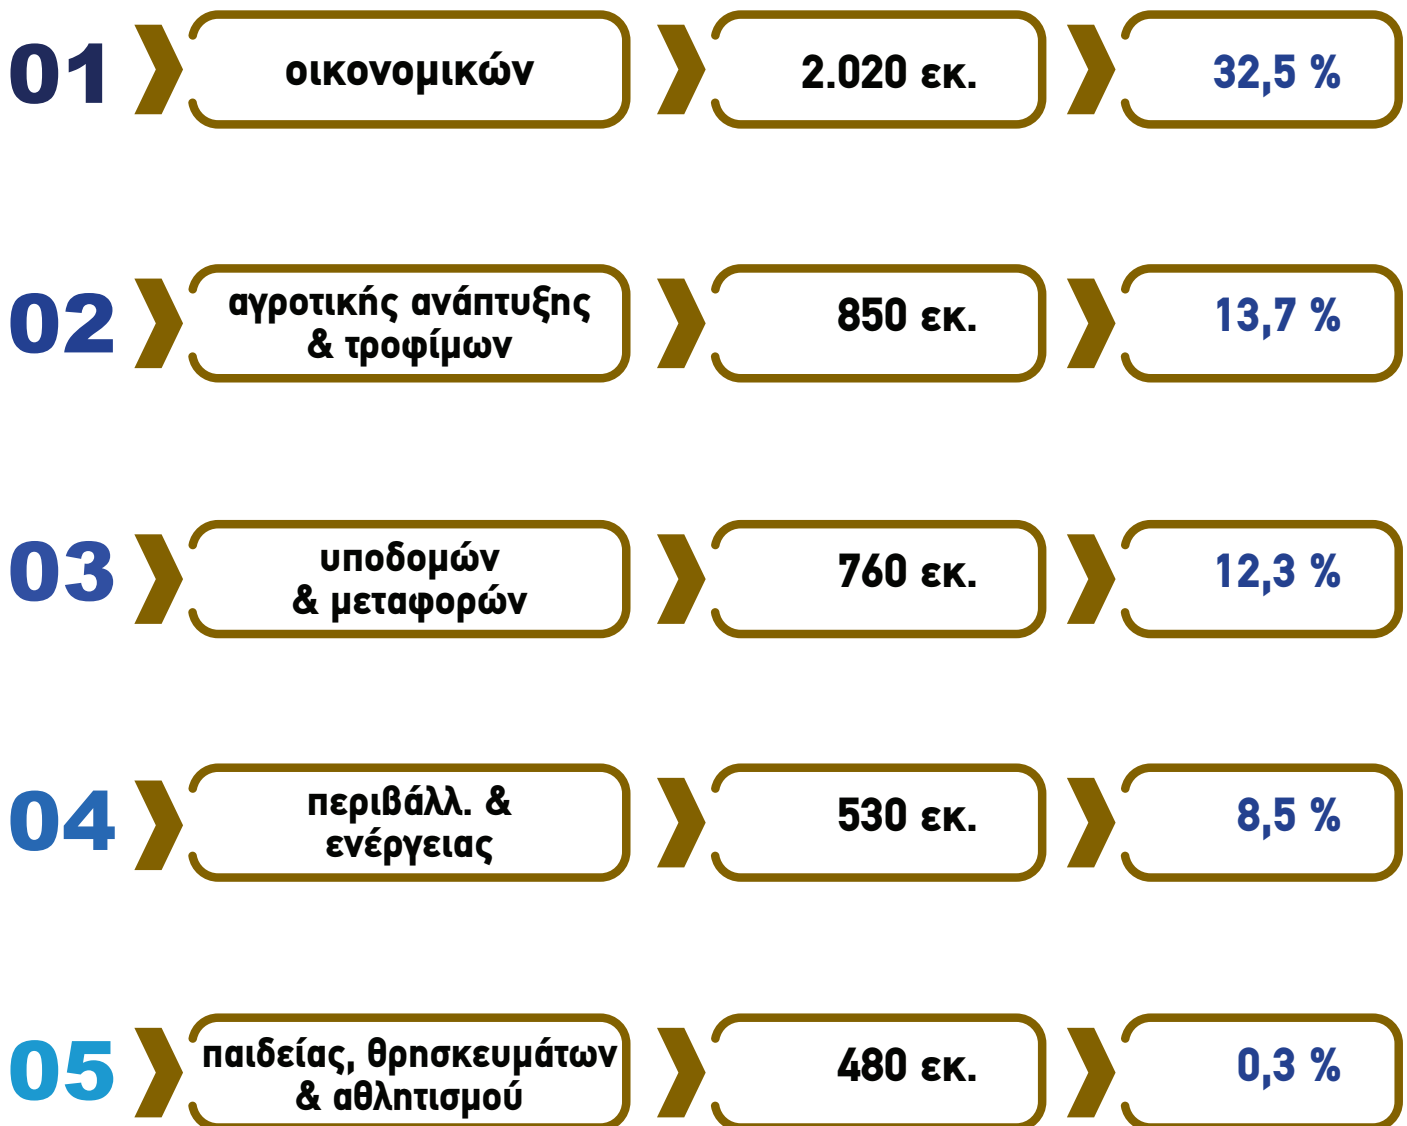 01 οικονομικών 2.020 εκ. 32,5 %
02 αγροτικής ανάπτυξης
& τροφίμων 850 εκ. 13,7 %
03 υποδομών
& μεταφορών 760 εκ. 12,3 %
04 περιβάλλ. &
ενέργειας 530 εκ. 8,5 %
05 παιδείας, θρησκευμάτων
& αθλητισμού 480 εκ. 0,3 %